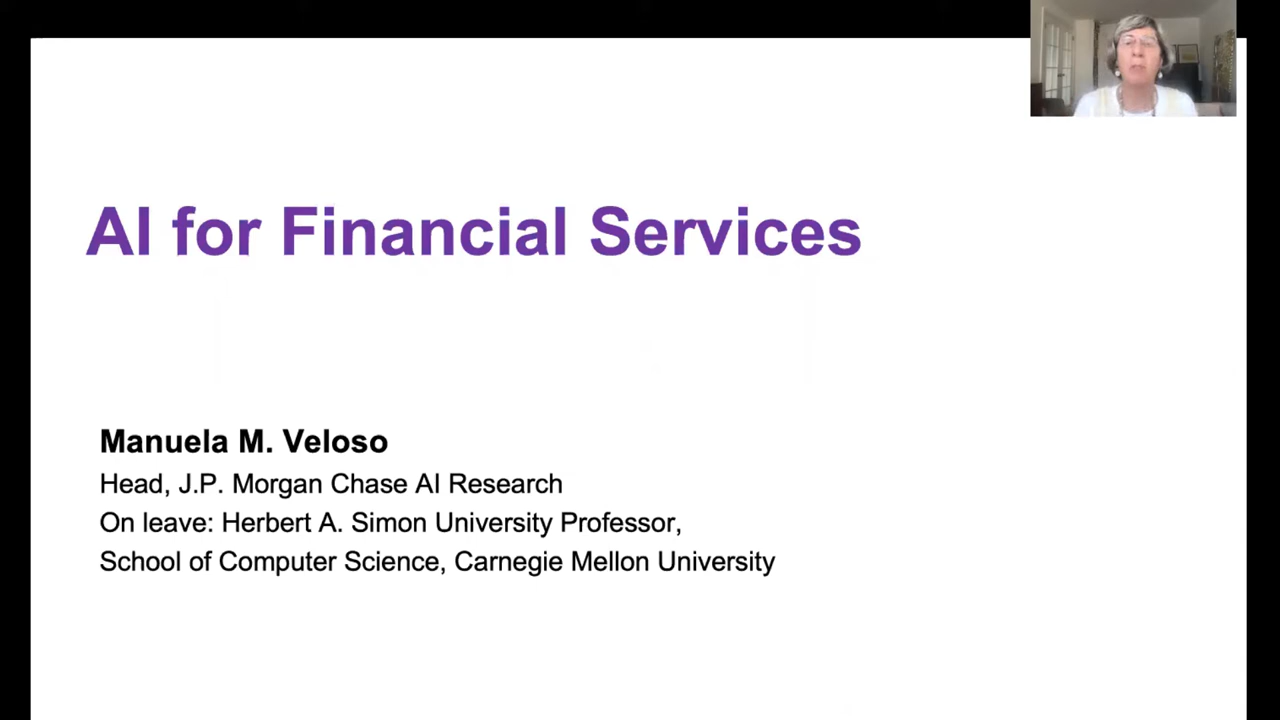 AI for Financial Services
Manuela M. Veloso
Head, J.P. Morgan Chase AI Research
On leave: Herbert A. Simon University Professor,
School of Computer Science, Carnegie Mellon University